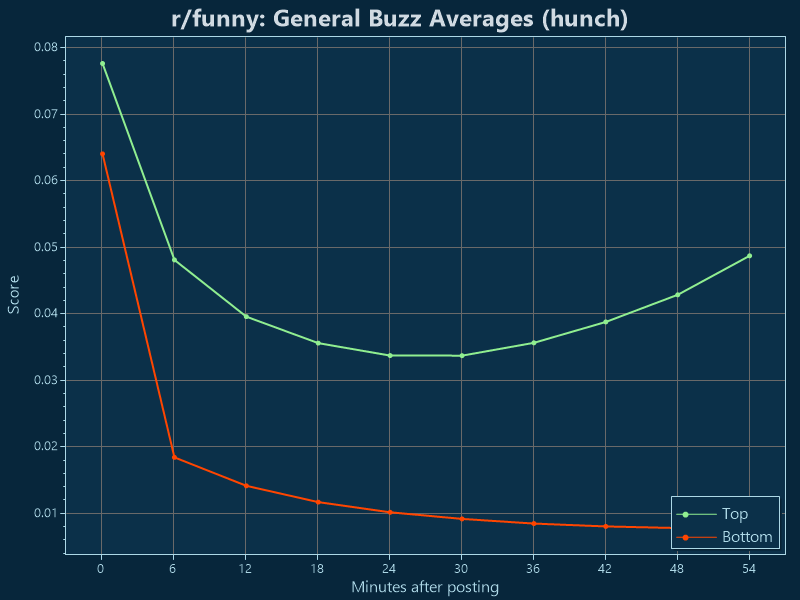 r/funny: General Buzz Averages (hunch)
0.08
0.07
0.06
0.05
0.04
0.03
0.02
0.01
Score
0 6 12 18 24 30 36 42 48 54
Minutes after posting
Top
Bottom